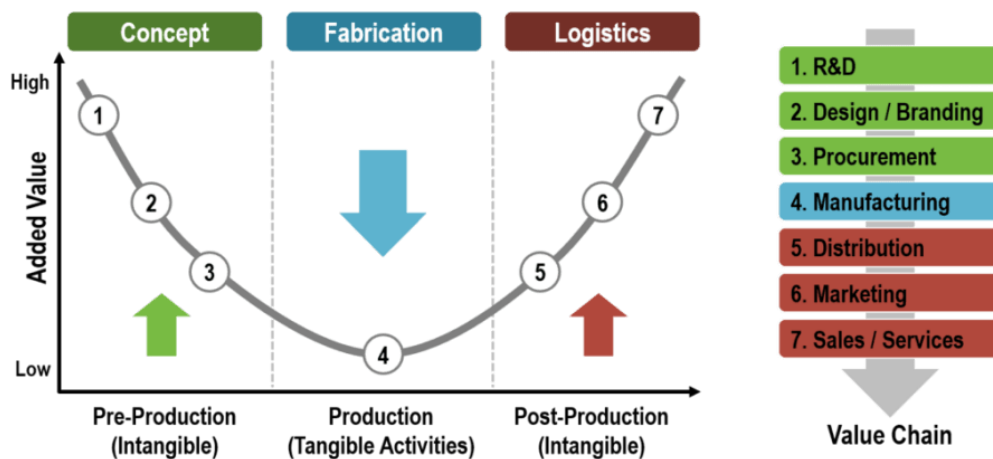 Concept
Fabrication
Logistics
High
Added Value
Low
1
2
3
4
5
6
7
Pre-Production
(Intangible)
Production
(Tangible Activities)
Post-Production
(Intangible)
1. R&D
2. Design / Branding
3. Procurement
4. Manufacturing
5. Distribution
6. Marketing
7. Sales / Services
Value Chain